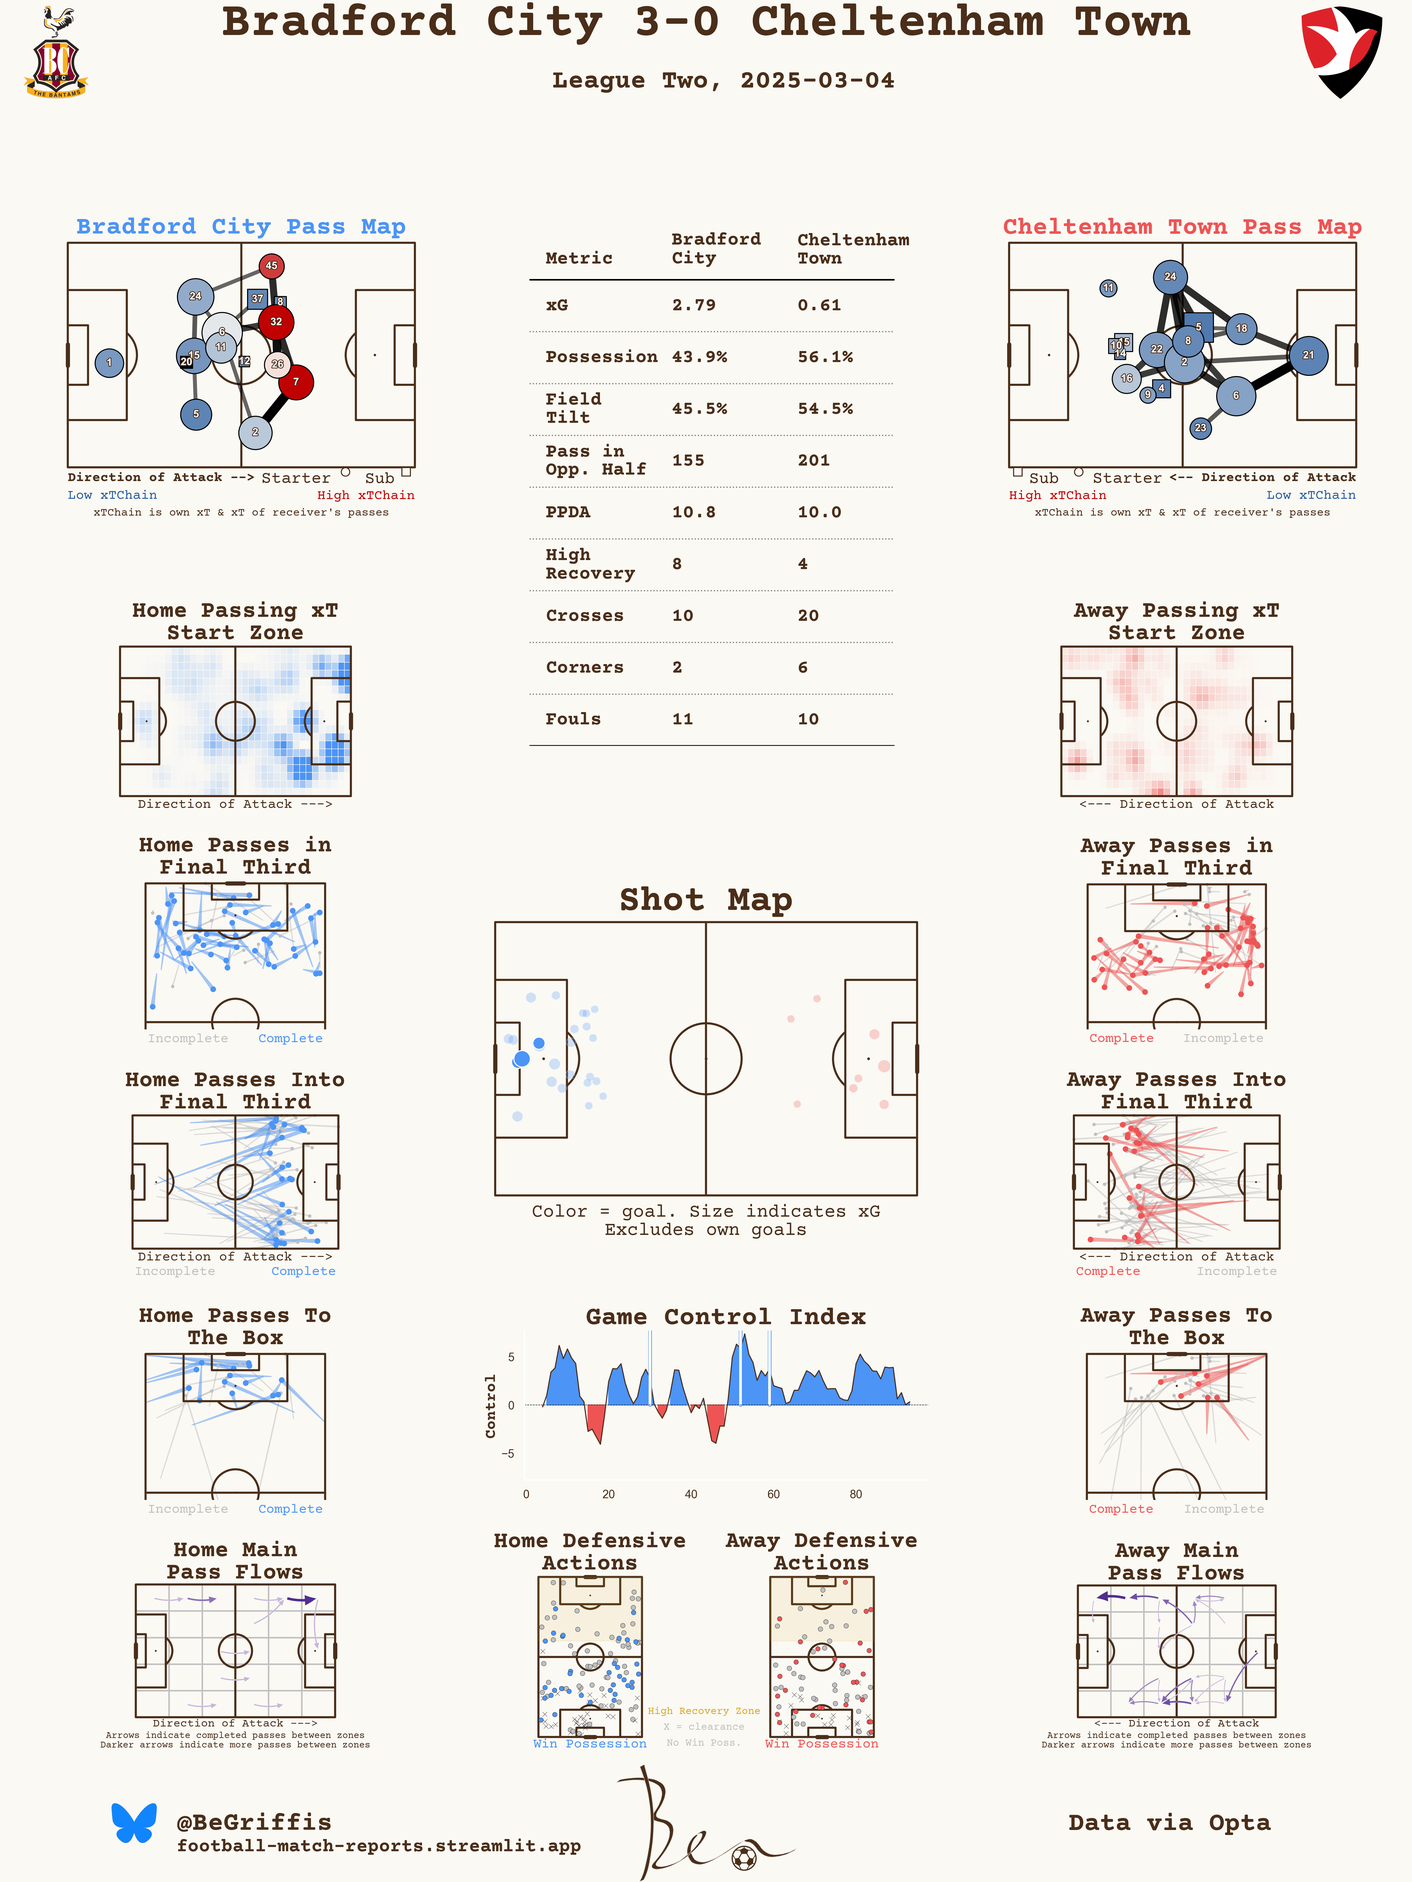 Bradford City 3-0 Cheltenham Town
League Two, 2025-03-04
BC
AFC
THE BANTAMS
Bradford City Pass Map
45
24
37
8
32
6
11
15
20
12
26
1
7
5
2
Direction of Attack --> Starter Sub
Low xTChain High xTChain
xTChain is own xT & xT of receiver's passes
Metric Bradford City Cheltenham Town
xG 2.79 0.61
Possession 43.9% 56.1%
Field Tilt 45.5% 54.5%
Pass in Opp. Half 155 201
PPDA 10.8 10.0
High Recovery 8 4
Crosses 10 20
Corners 2 6
Fouls 11 10
Cheltenham Town Pass Map
24
11
5
18
15
10
14
8
22
2
21
16
4
9
6
23
Sub Starter <-- Direction of Attack
High xTChain Low xTChain
xTChain is own xT & xT of receiver's passes
Home Passing xT
Start Zone
Direction of Attack --->
Away Passing xT
Start Zone
<--- Direction of Attack
Home Passes in
Final Third
Incomplete Complete
Shot Map
Color = goal. Size indicates xG
Excludes own goals
Away Passes in
Final Third
Complete Incomplete
Home Passes Into
Final Third
Direction of Attack --->
Incomplete Complete
Away Passes Into
Final Third
<--- Direction of Attack
Complete Incomplete
Home Passes To
The Box
Incomplete Complete
Game Control Index
Control
5
0
−5
0 20 40 60 80
Away Passes To
The Box
Complete Incomplete
Home Main
Pass Flows
Direction of Attack --->
Arrows indicate completed passes between zones
Darker arrows indicate more passes between zones
Home Defensive
Actions
Win Possession
Away Defensive
Actions
Win Possession
High Recovery Zone
X = clearance
No Win Poss.
Away Main
Pass Flows
<--- Direction of Attack
Arrows indicate completed passes between zones
Darker arrows indicate more passes between zones
@BeGriffis
football-match-reports.streamlit.app
Ben
Data via Opta